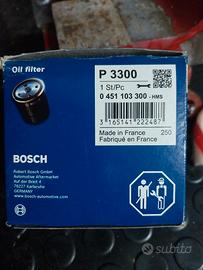 Oil filter
P 3300
1 St/Pc
0 451 103 300 - HMS
3 165141 222487
Made in France
250
Fabriqué en France
BOSCH
Robert Bosch GmbH
Automotive Aftermarket
Auf der Breit 4
76227 Karlsruhe
GERMANY
www.bosch-automotive.com
subito